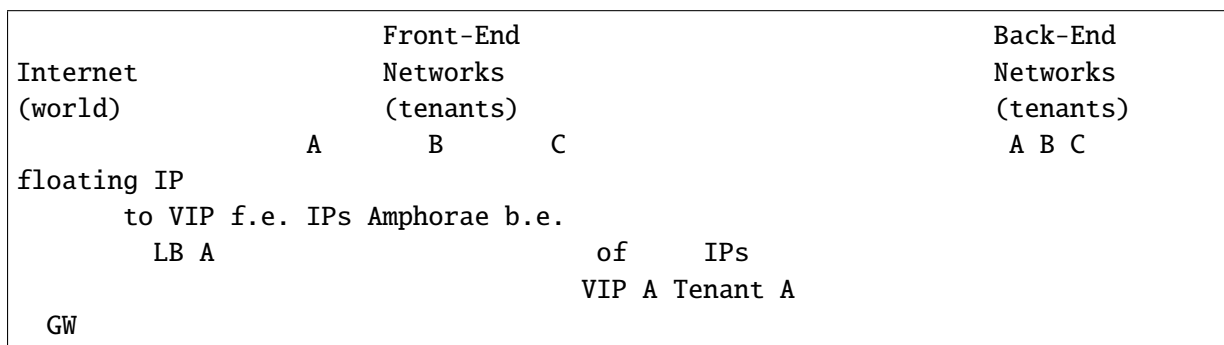 Front-End Back-End
Internet Networks Networks
(world) (tenants) (tenants)
A B C A B C
floating IP
to VIP f.e. IPs Amphorae b.e.
LB A of IPs
VIP A Tenant A
GW